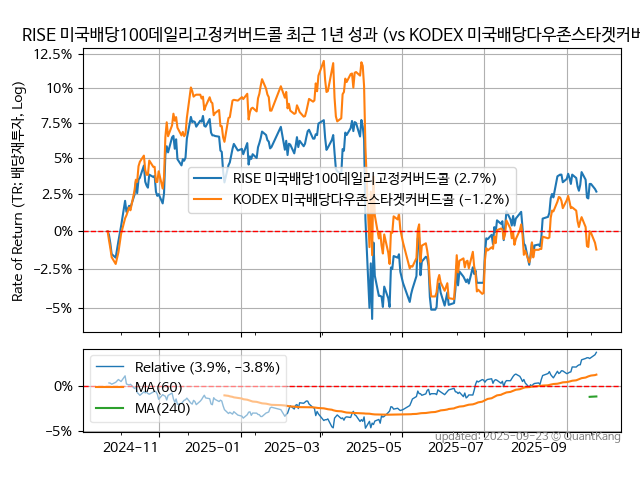 RISE 미국배당100데일리고정커버드콜 최근 1년 성과 (vs KODEX 미국배당다우존스타겟커버
Rate of Return (TR: 배당재투자, Log)
12.5%
10%
7.5%
5%
2.5%
0%
−2.5%
−5%
RISE 미국배당100데일리고정커버드콜 (2.7%)
KODEX 미국배당다우존스타겟커버드콜 (−1.2%)
0%
−5%
Relative (3.9%, −3.8%)
MA(60)
MA(240)
2024−11
2025−01
2025−03
2025−05
2025−07
2025−09
updated: 2025−09−23 © QuantKang